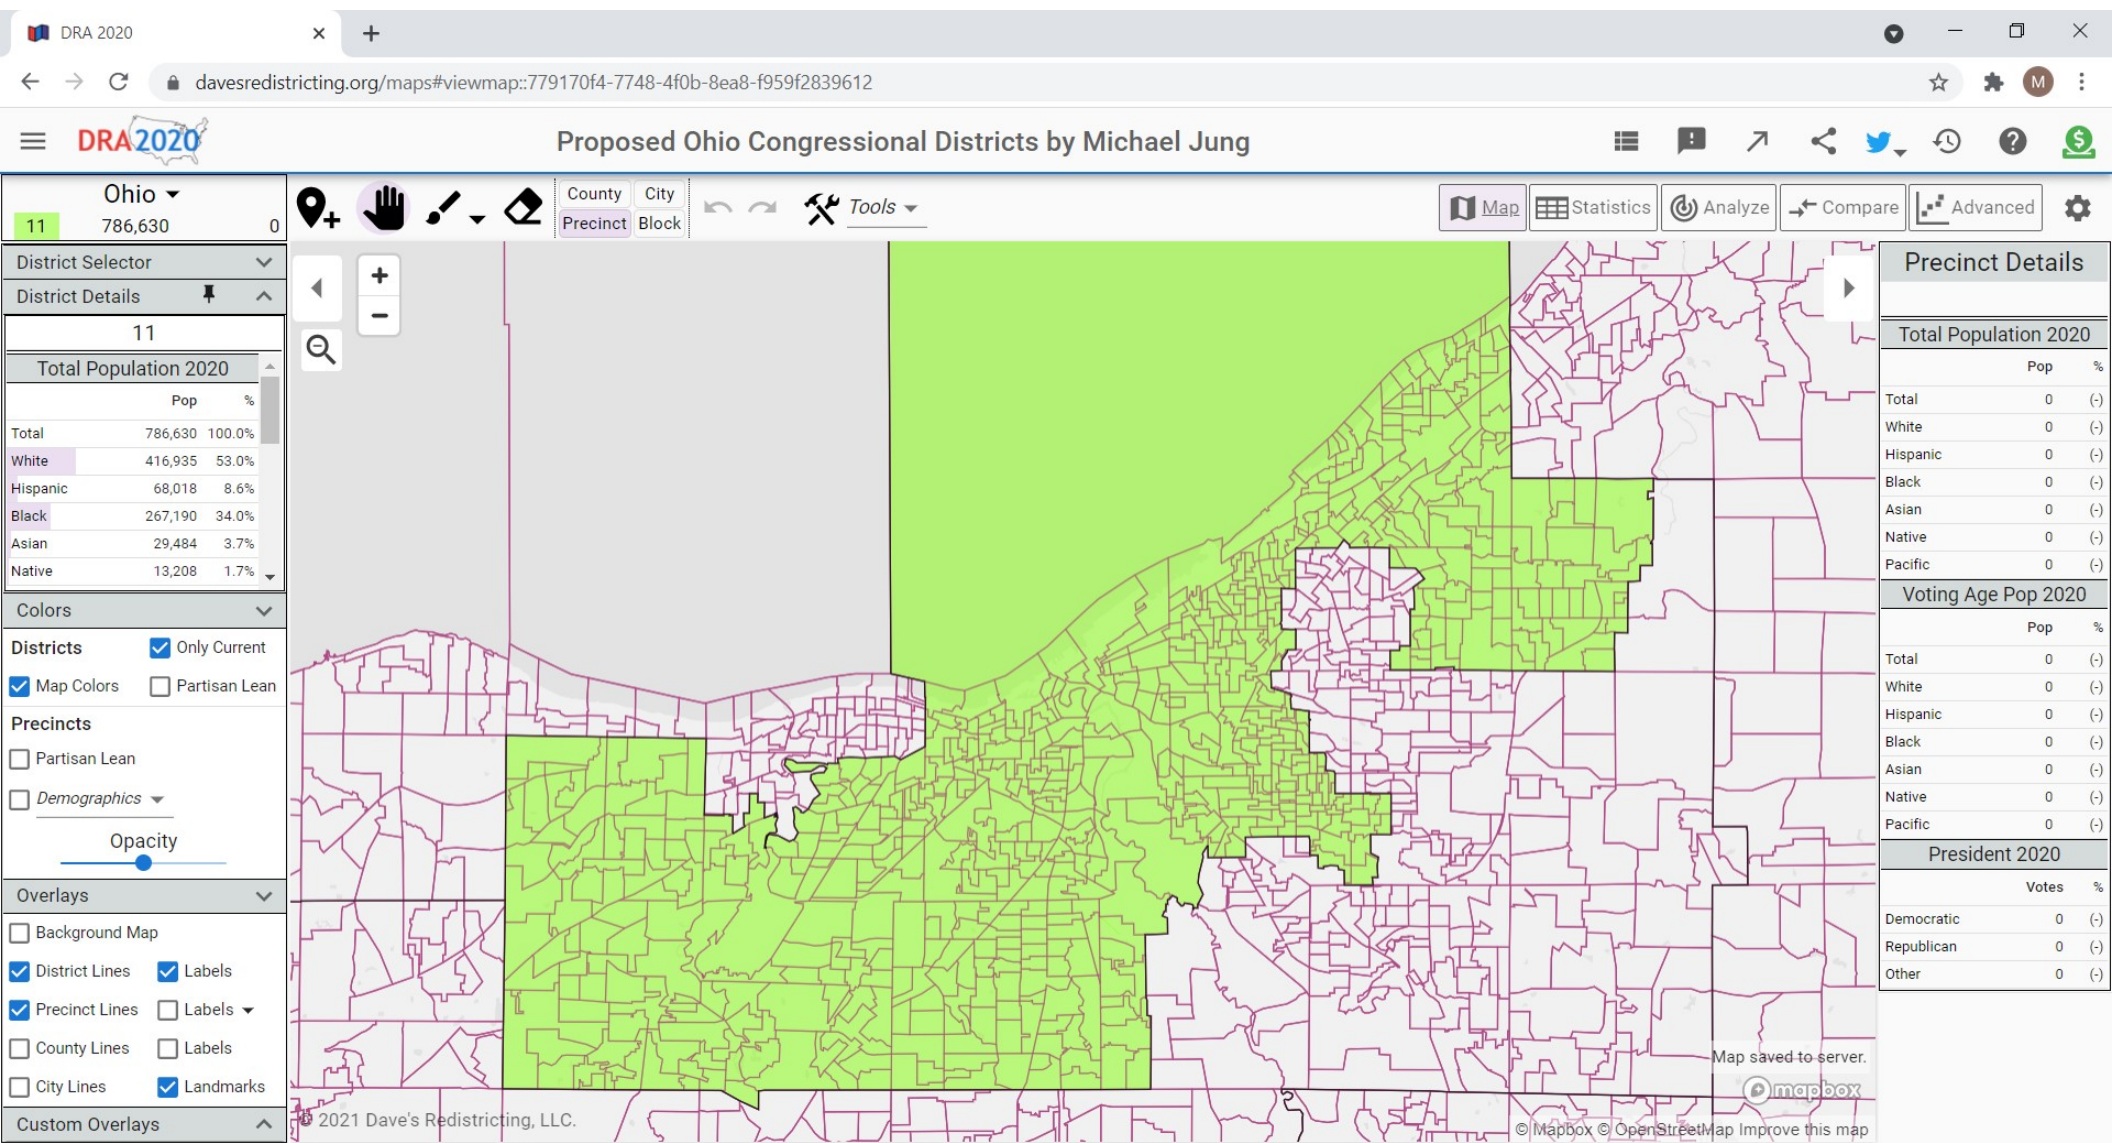 DRA 2020
davesredistricting.org/maps#viewmap::779170f4-7748-4f0b-8ea8-f959f2839612
M
DRA2020
Proposed Ohio Congressional Districts by Michael Jung
Ohio
11 786,630 0
County City
Precinct Block
Tools
Map Statistics Analyze Compare Advanced
District Selector
District Details
11
Total Population 2020
Pop %
Total 786,630 100.0%
White 416,935 53.0%
Hispanic 68,018 8.6%
Black 267,190 34.0%
Asian 29,484 3.7%
Native 13,208 1.7%
Colors
Districts Only Current
Map Colors Partisan Lean
Precincts
Partisan Lean
Demographics
Opacity
Overlays
Background Map
District Lines Labels
Precinct Lines Labels
County Lines Labels
City Lines Landmarks
Custom Overlays
Map saved to server.
mapbox
© 2021 Dave's Redistricting, LLC.
© Mapbox © OpenStreetMap Improve this map
Precinct Details
Total Population 2020
Pop %
Total 0 (-)
White 0 (-)
Hispanic 0 (-)
Black 0 (-)
Asian 0 (-)
Native 0 (-)
Pacific 0 (-)
Voting Age Pop 2020
Pop %
Total 0 (-)
White 0 (-)
Hispanic 0 (-)
Black 0 (-)
Asian 0 (-)
Native 0 (-)
Pacific 0 (-)
President 2020
Votes %
Democratic 0 (-)
Republican 0 (-)
Other 0 (-)